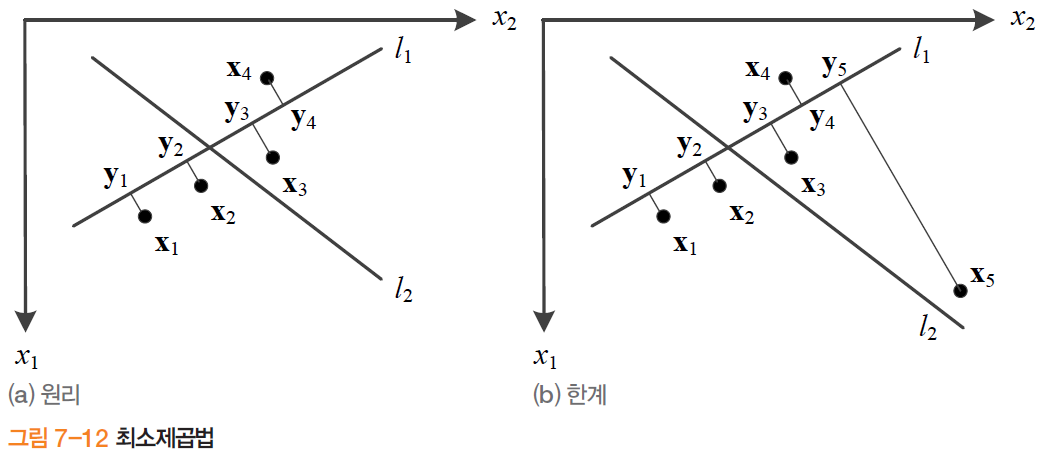 x₂
l₁
x₄
y₃
y₄
y₂
x₃
y₁
x₂
x₁
l₂
x₁
(a) 원리
x₂
l₁
y₅
x₄
y₃
y₄
y₂
x₃
y₁
x₂
x₁
x₅
l₂
x₁
(b) 한계
그림 7-12 최소제곱법